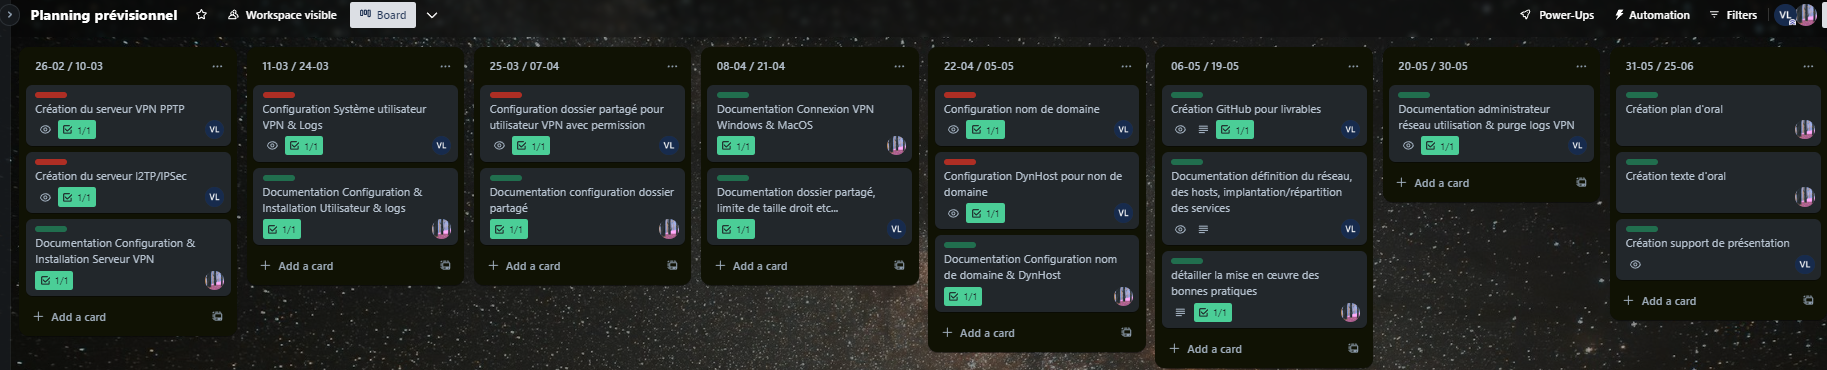 Planning prévisionnel
Workspace visible
Board
Power-Ups
Automation
Filters
VL
26-02 / 10-03
Création du serveur VPN PPTP
1/1
VL
Création du serveur l2TP/IPSec
1/1
VL
Documentation Configuration &
Installation Serveur VPN
1/1
Add a card
11-03 / 24-03
Configuration Système utilisateur
VPN & Logs
1/1
VL
Documentation Configuration &
Installation Utilisateur & logs
1/1
Add a card
25-03 / 07-04
Configuration dossier partagé pour
utilisateur VPN avec permission
1/1
VL
Documentation configuration dossier
partagé
1/1
Add a card
08-04 / 21-04
Documentation Connexion VPN
Windows & MacOS
1/1
Documentation dossier partagé,
limite de taille droit etc...
1/1
VL
Add a card
22-04 / 05-05
Configuration nom de domaine
1/1
VL
Configuration DynHost pour non de
domaine
1/1
VL
Documentation Configuration nom
de domaine & DynHost
1/1
Add a card
06-05 / 19-05
Création GitHub pour livrables
1/1
VL
Documentation définition du réseau,
des hosts, implantation/répartition
des services
VL
détailler la mise en œuvre des
bonnes pratiques
1/1
Add a card
20-05 / 30-05
Documentation administrateur
réseau utilisation & purge logs VPN
1/1
VL
Add a card
31-05 / 25-06
Création plan d'oral
Création texte d'oral
Création support de présentation
VL
Add a card